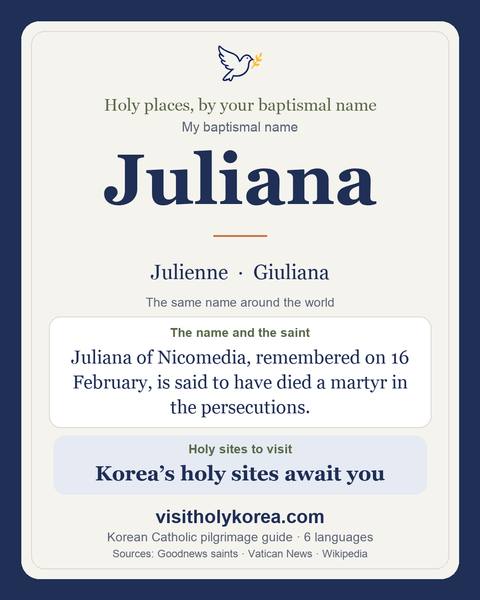 Holy places, by your baptismal name
My baptismal name
Juliana
Julienne · Giuliana
The same name around the world
The name and the saint
Juliana of Nicomedia, remembered on 16
February, is said to have died a martyr in
the persecutions.
Holy sites to visit
Korea’s holy sites await you
visitholykorea.com
Korean Catholic pilgrimage guide · 6 languages
Sources: Goodnews saints · Vatican News · Wikipedia